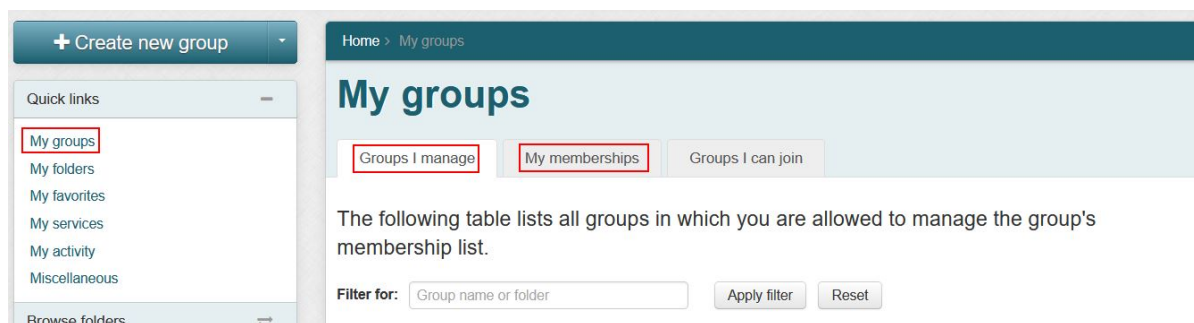 + Create new group
Quick links
My groups
My folders
My favorites
My services
My activity
Miscellaneous
Browse folders
Home > My groups
My groups
Groups I manage
My memberships
Groups I can join
The following table lists all groups in which you are allowed to manage the group's
membership list.
Filter for:
Group name or folder
Apply filter
Reset